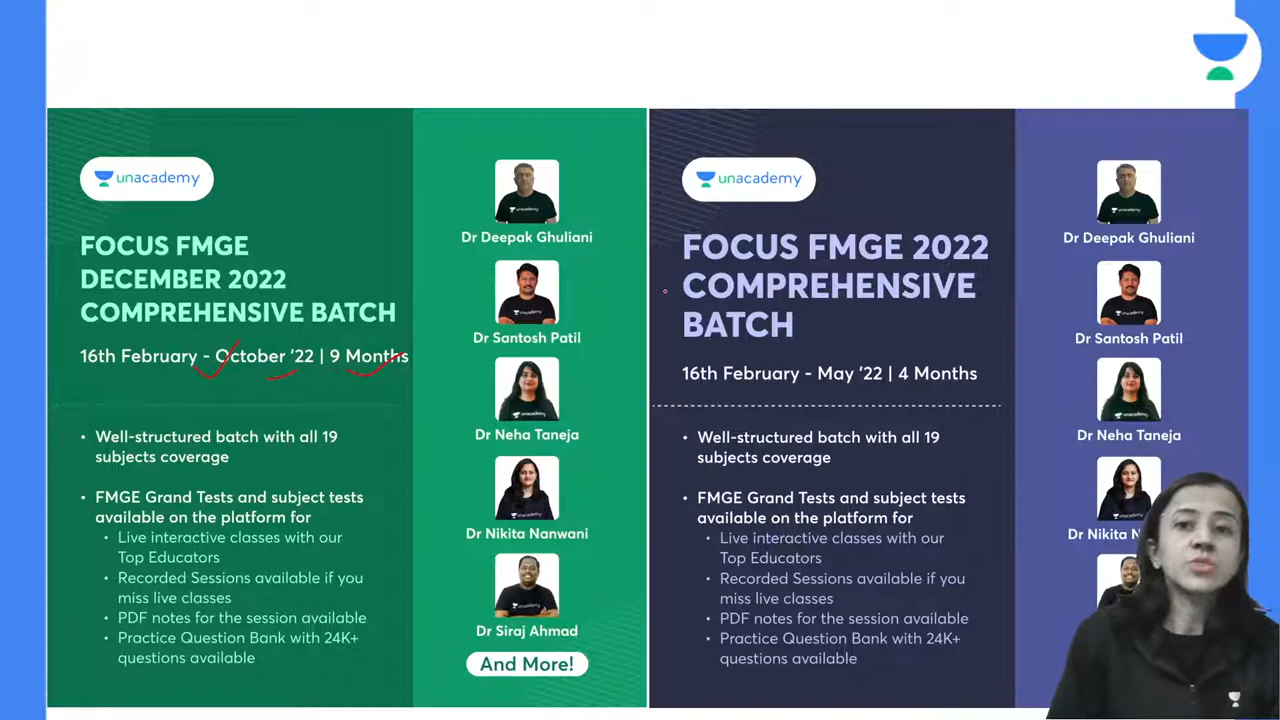 unacademy
FOCUS FMGE
DECEMBER 2022
COMPREHENSIVE BATCH
16th February - October '22 | 9 Months
• Well-structured batch with all 19
subjects coverage
• FMGE Grand Tests and subject tests
available on the platform for
• Live interactive classes with our
Top Educators
• Recorded Sessions available if you
miss live classes
• PDF notes for the session available
• Practice Question Bank with 24K+
questions available
Dr Deepak Ghuliani
Dr Santosh Patil
Dr Neha Taneja
Dr Nikita Nanwani
Dr Siraj Ahmad
And More!
unacademy
FOCUS FMGE 2022
COMPREHENSIVE
BATCH
16th February - May '22 | 4 Months
• Well-structured batch with all 19
subjects coverage
• FMGE Grand Tests and subject tests
available on the platform for
• Live interactive classes with our
Top Educators
• Recorded Sessions available if you
miss live classes
• PDF notes for the session available
• Practice Question Bank with 24K+
questions available
Dr Deepak Ghuliani
Dr Santosh Patil
Dr Neha Taneja
Dr Nikita N